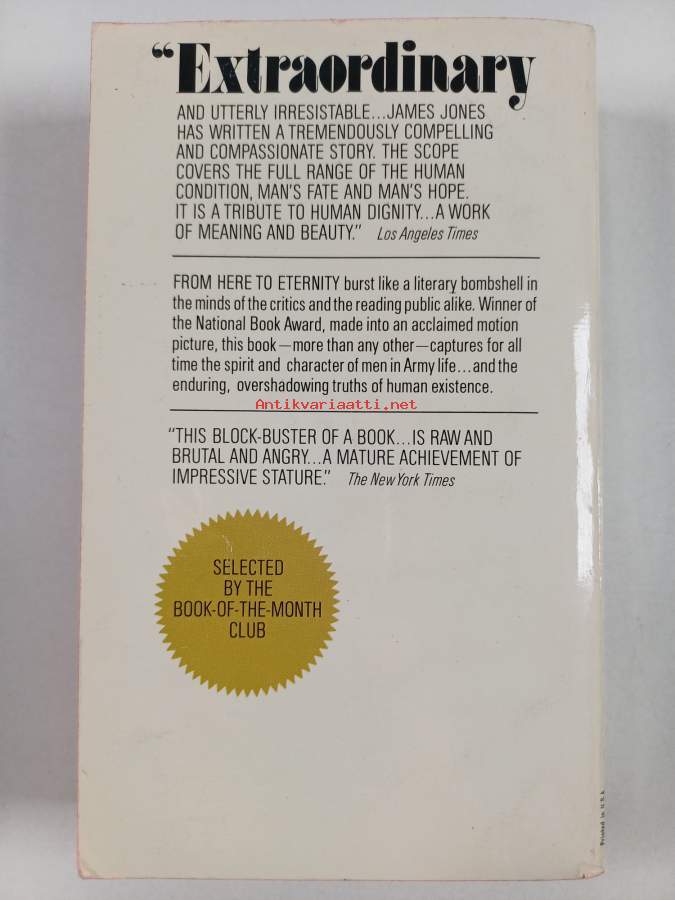 “Extraordinary
AND UTTERLY IRRESISTABLE...JAMES JONES
HAS WRITTEN A TREMENDOUSLY COMPELLING
AND COMPASSIONATE STORY. THE SCOPE
COVERS THE FULL RANGE OF THE HUMAN
CONDITION, MAN'S FATE AND MAN'S HOPE.
IT IS A TRIBUTE TO HUMAN DIGNITY...A WORK
OF MEANING AND BEAUTY.” Los Angeles Times
FROM HERE TO ETERNITY burst like a literary bombshell in
the minds of the critics and the reading public alike. Winner of
the National Book Award, made into an acclaimed motion
picture, this book—more than any other—captures for all
time the spirit and character of men in Army life...and the
enduring, overshadowing truths of human existence.
Antikvariaatti.net
“THIS BLOCK-BUSTER OF A BOOK...IS RAW AND
BRUTAL AND ANGRY...A MATURE ACHIEVEMENT OF
IMPRESSIVE STATURE.” The New York Times
SELECTED
BY THE
BOOK-OF-THE-MONTH
CLUB
Printed in U.S.A.